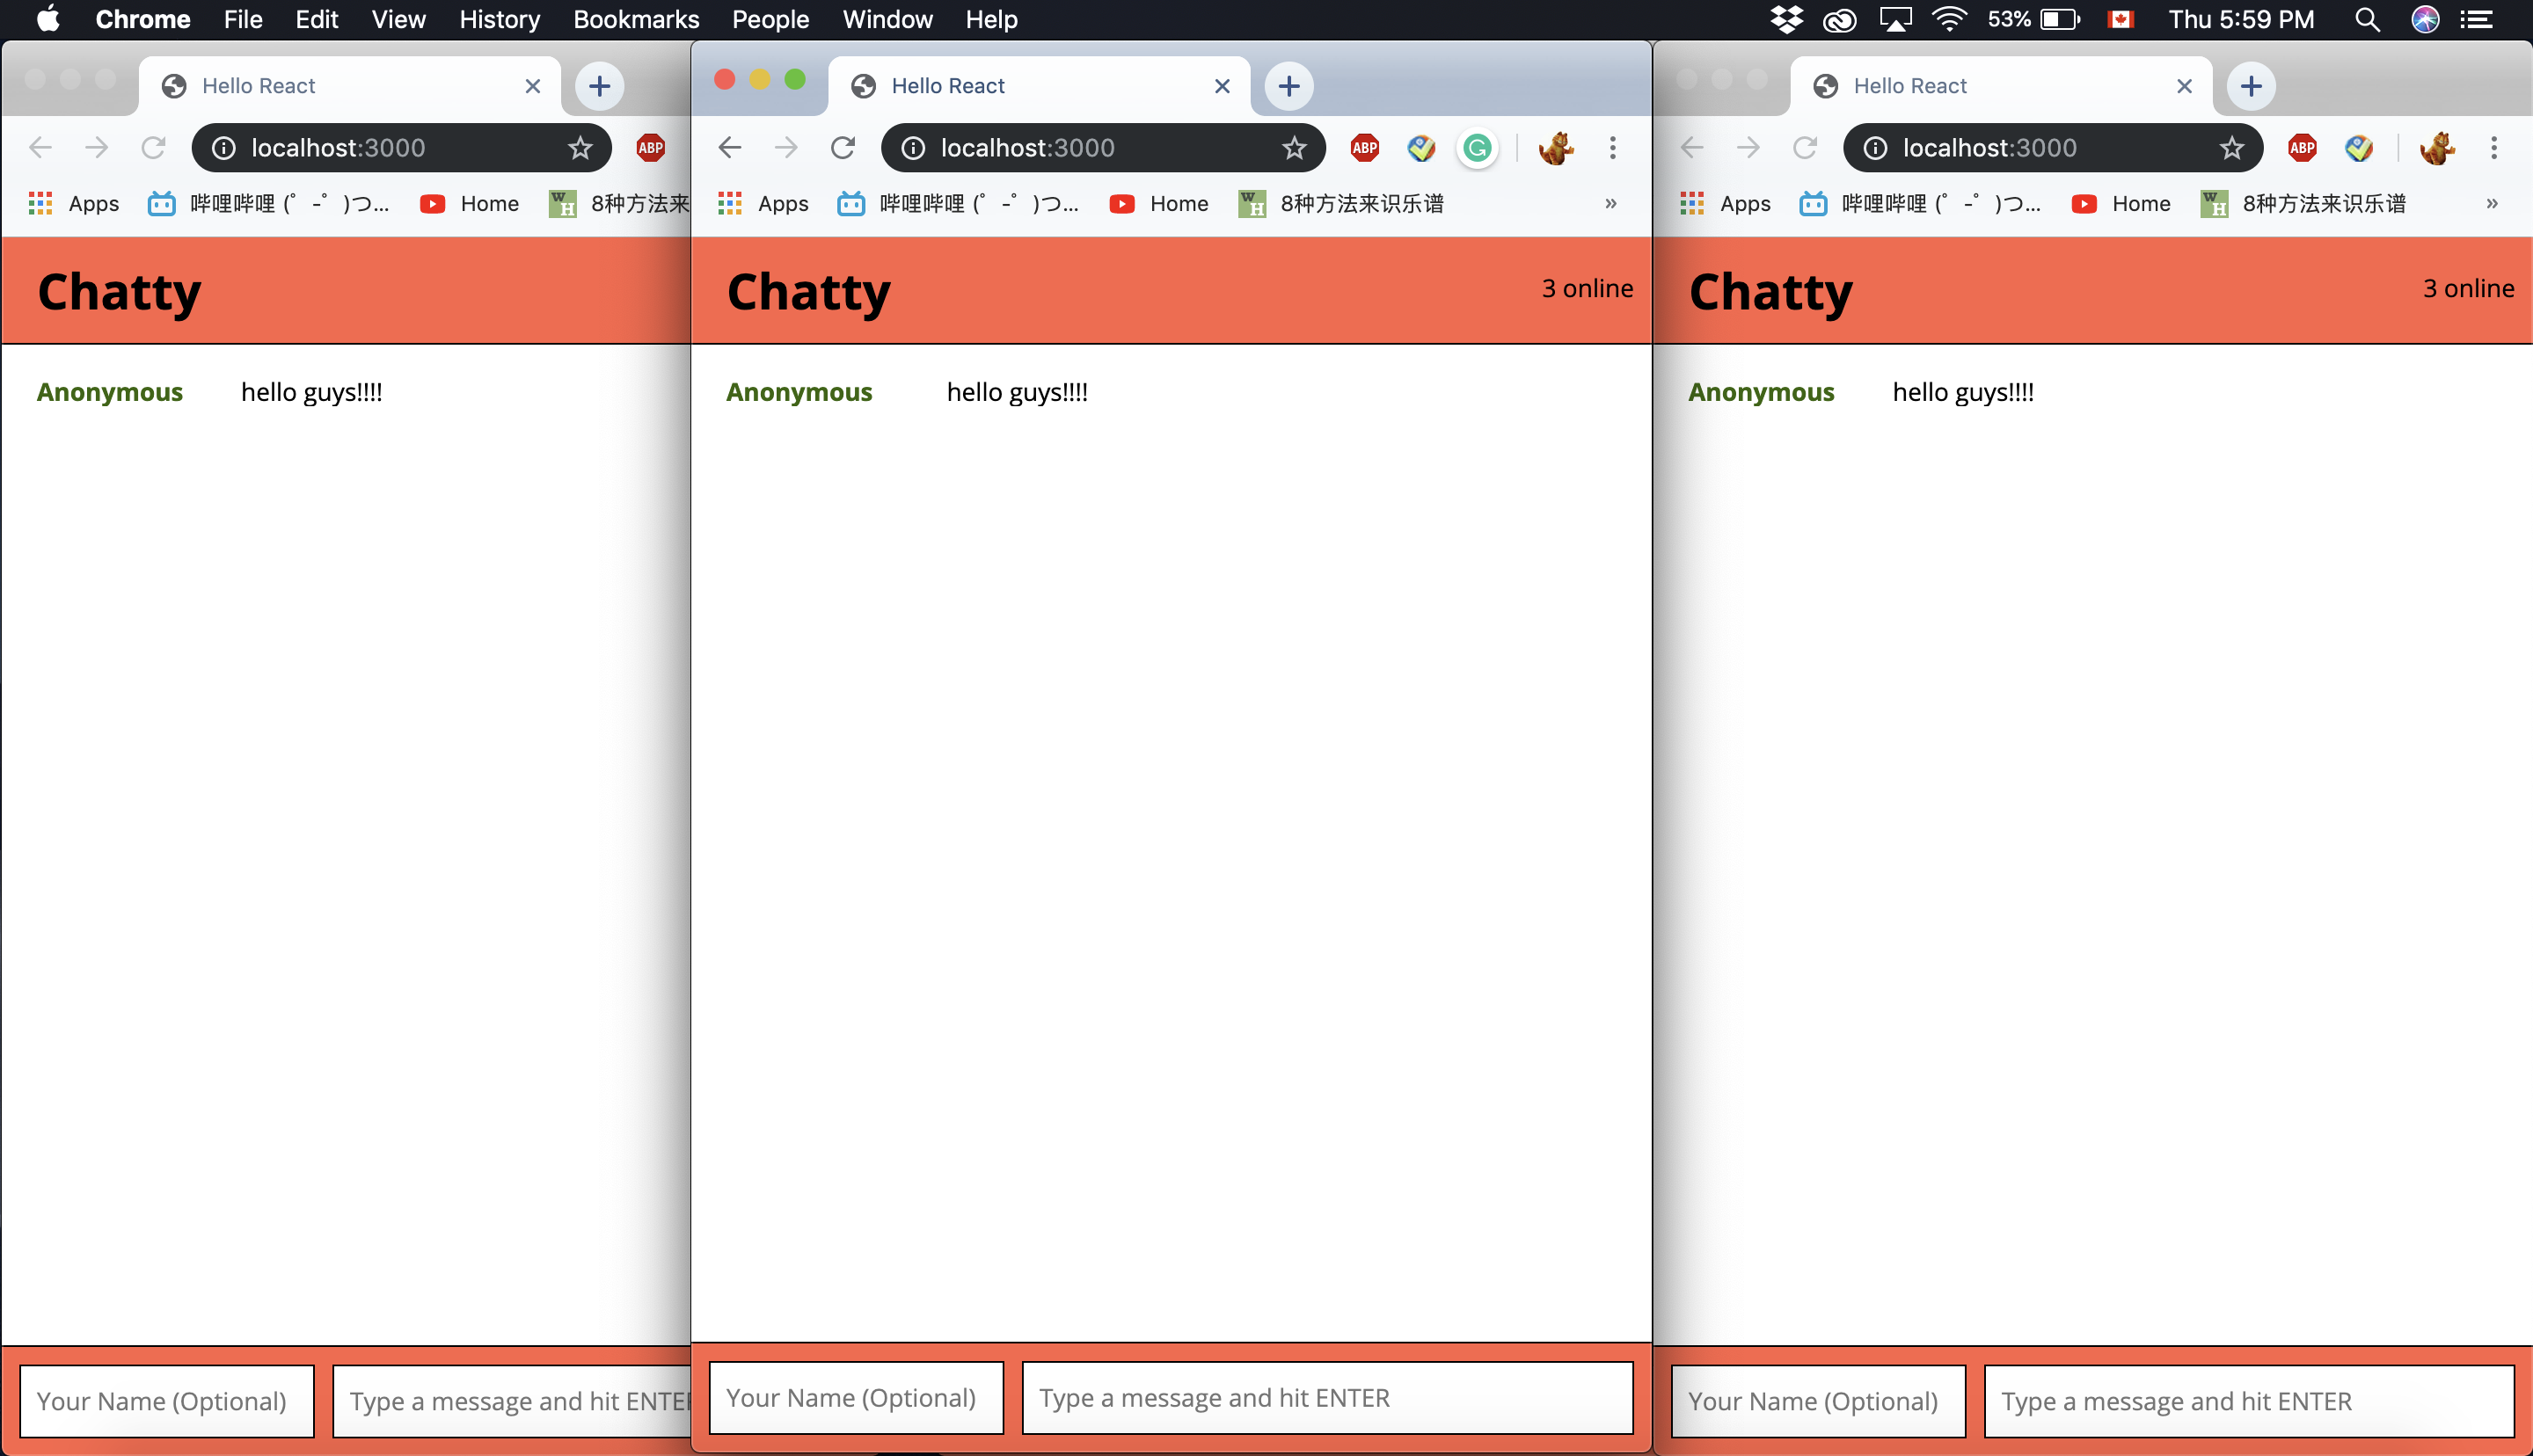 Chrome File Edit View History Bookmarks People Window Help 53% Thu 5:59 PM
Hello React
localhost:3000
ABP
Apps 哔哩哔哩 (゜-゜)つ... Home WH 8种方法来
Chatty
Anonymous hello guys!!!!
Your Name (Optional) Type a message and hit ENTE
Hello React
localhost:3000
ABP
G
Apps 哔哩哔哩 (゜-゜)つ... Home WH 8种方法来识乐谱 »
Chatty 3 online
Anonymous hello guys!!!!
Your Name (Optional) Type a message and hit ENTER
Hello React
localhost:3000
ABP
Apps 哔哩哔哩 (゜-゜)つ... Home WH 8种方法来识乐谱 »
Chatty 3 online
Anonymous hello guys!!!!
Your Name (Optional) Type a message and hit ENTER